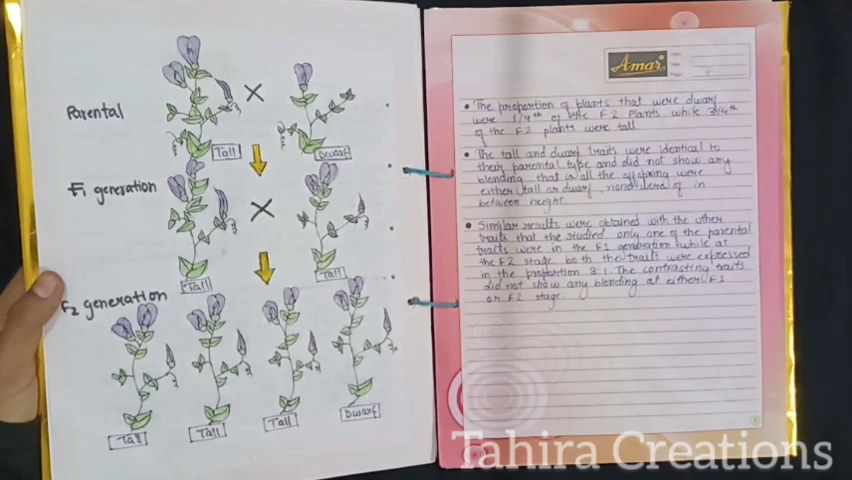 Parental
Tall
Dwarf
F1 generation
Tall
Tall
F2 generation
Tall
Tall
Tall
Dwarf
Amar
• The proportion of plants that were dwarf
were 1/4th of the F2 Plants while 3/4th
of the F2 plants were tall
• The tall and dwarf traits were identical to
their parental type and did not show any
blending, that is all the offspring were
either tall or dwarf, none were of in
between height.
• Similar results were obtained with the other
traits that the studied only one of the parental
traits were in the F1 generation while at
the F2 stage both the traits were expressed
in the proportion 3:1. The contrasting traits
did not show any blending at either F1
or F2 stage.
Tahira Creations